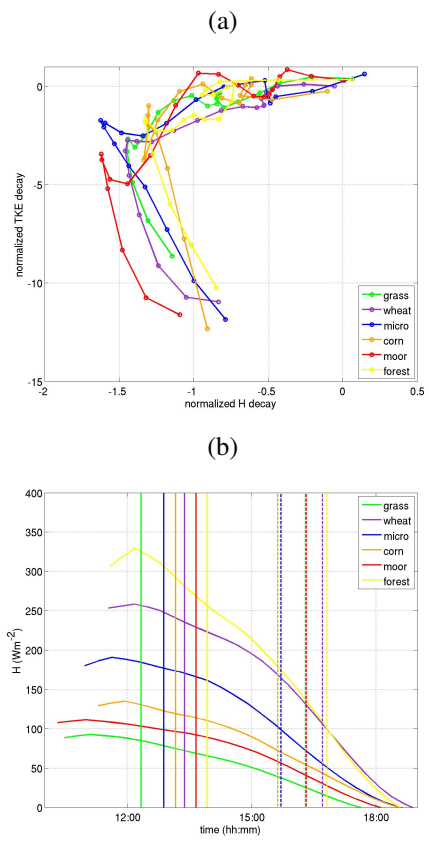 (a)
0
-5
-10
-15
-2
-1.5
-1
-0.5
0
0.5
normalized TKE decay
normalized H decay
grass
wheat
micro
corn
moor
forest
(b)
400
350
300
250
200
150
100
50
0
12:00
15:00
18:00
H (Wm-2)
time (hh:mm)
grass
wheat
micro
corn
moor
forest